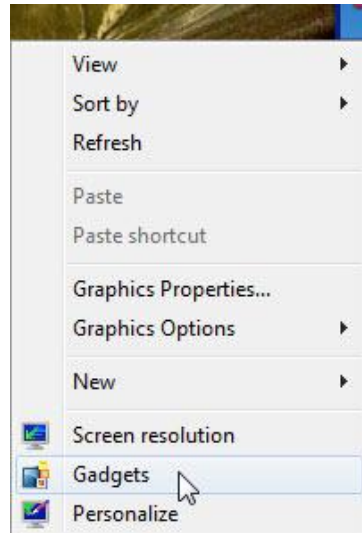 View
Sort by
Refresh
Paste
Paste shortcut
Graphics Properties...
Graphics Options
New
Screen resolution
Gadgets
Personalize